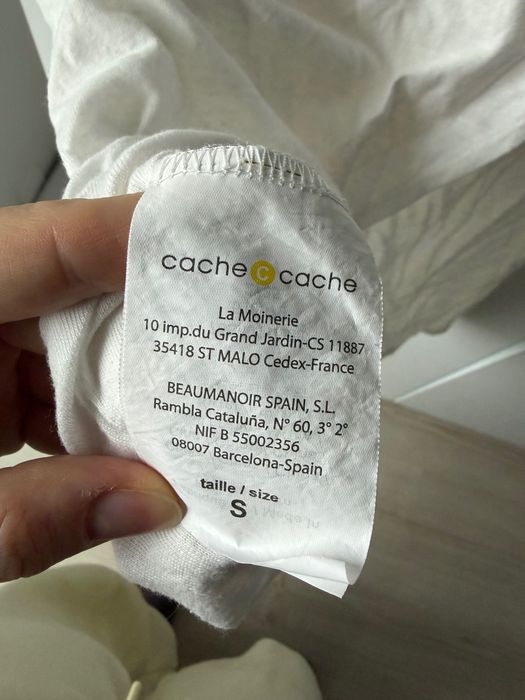 cache c cache
La Moinerie
10 imp.du Grand Jardin-CS 11887
35418 ST MALO Cedex-France
BEAUMANOIR SPAIN, S.L.
Rambla Cataluña, N° 60, 3° 2°
NIF B 55002356
08007 Barcelona-Spain
taille / size
S